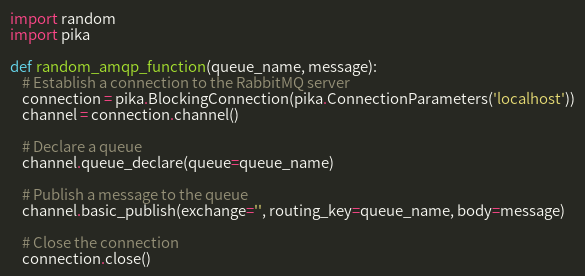 import random
import pika

def random_amqp_function(queue_name, message):
    # Establish a connection to the RabbitMQ server
    connection = pika.BlockingConnection(pika.ConnectionParameters('localhost'))
    channel = connection.channel()

    # Declare a queue
    channel.queue_declare(queue=queue_name)

    # Publish a message to the queue
    channel.basic_publish(exchange='', routing_key=queue_name, body=message)

    # Close the connection
    connection.close()